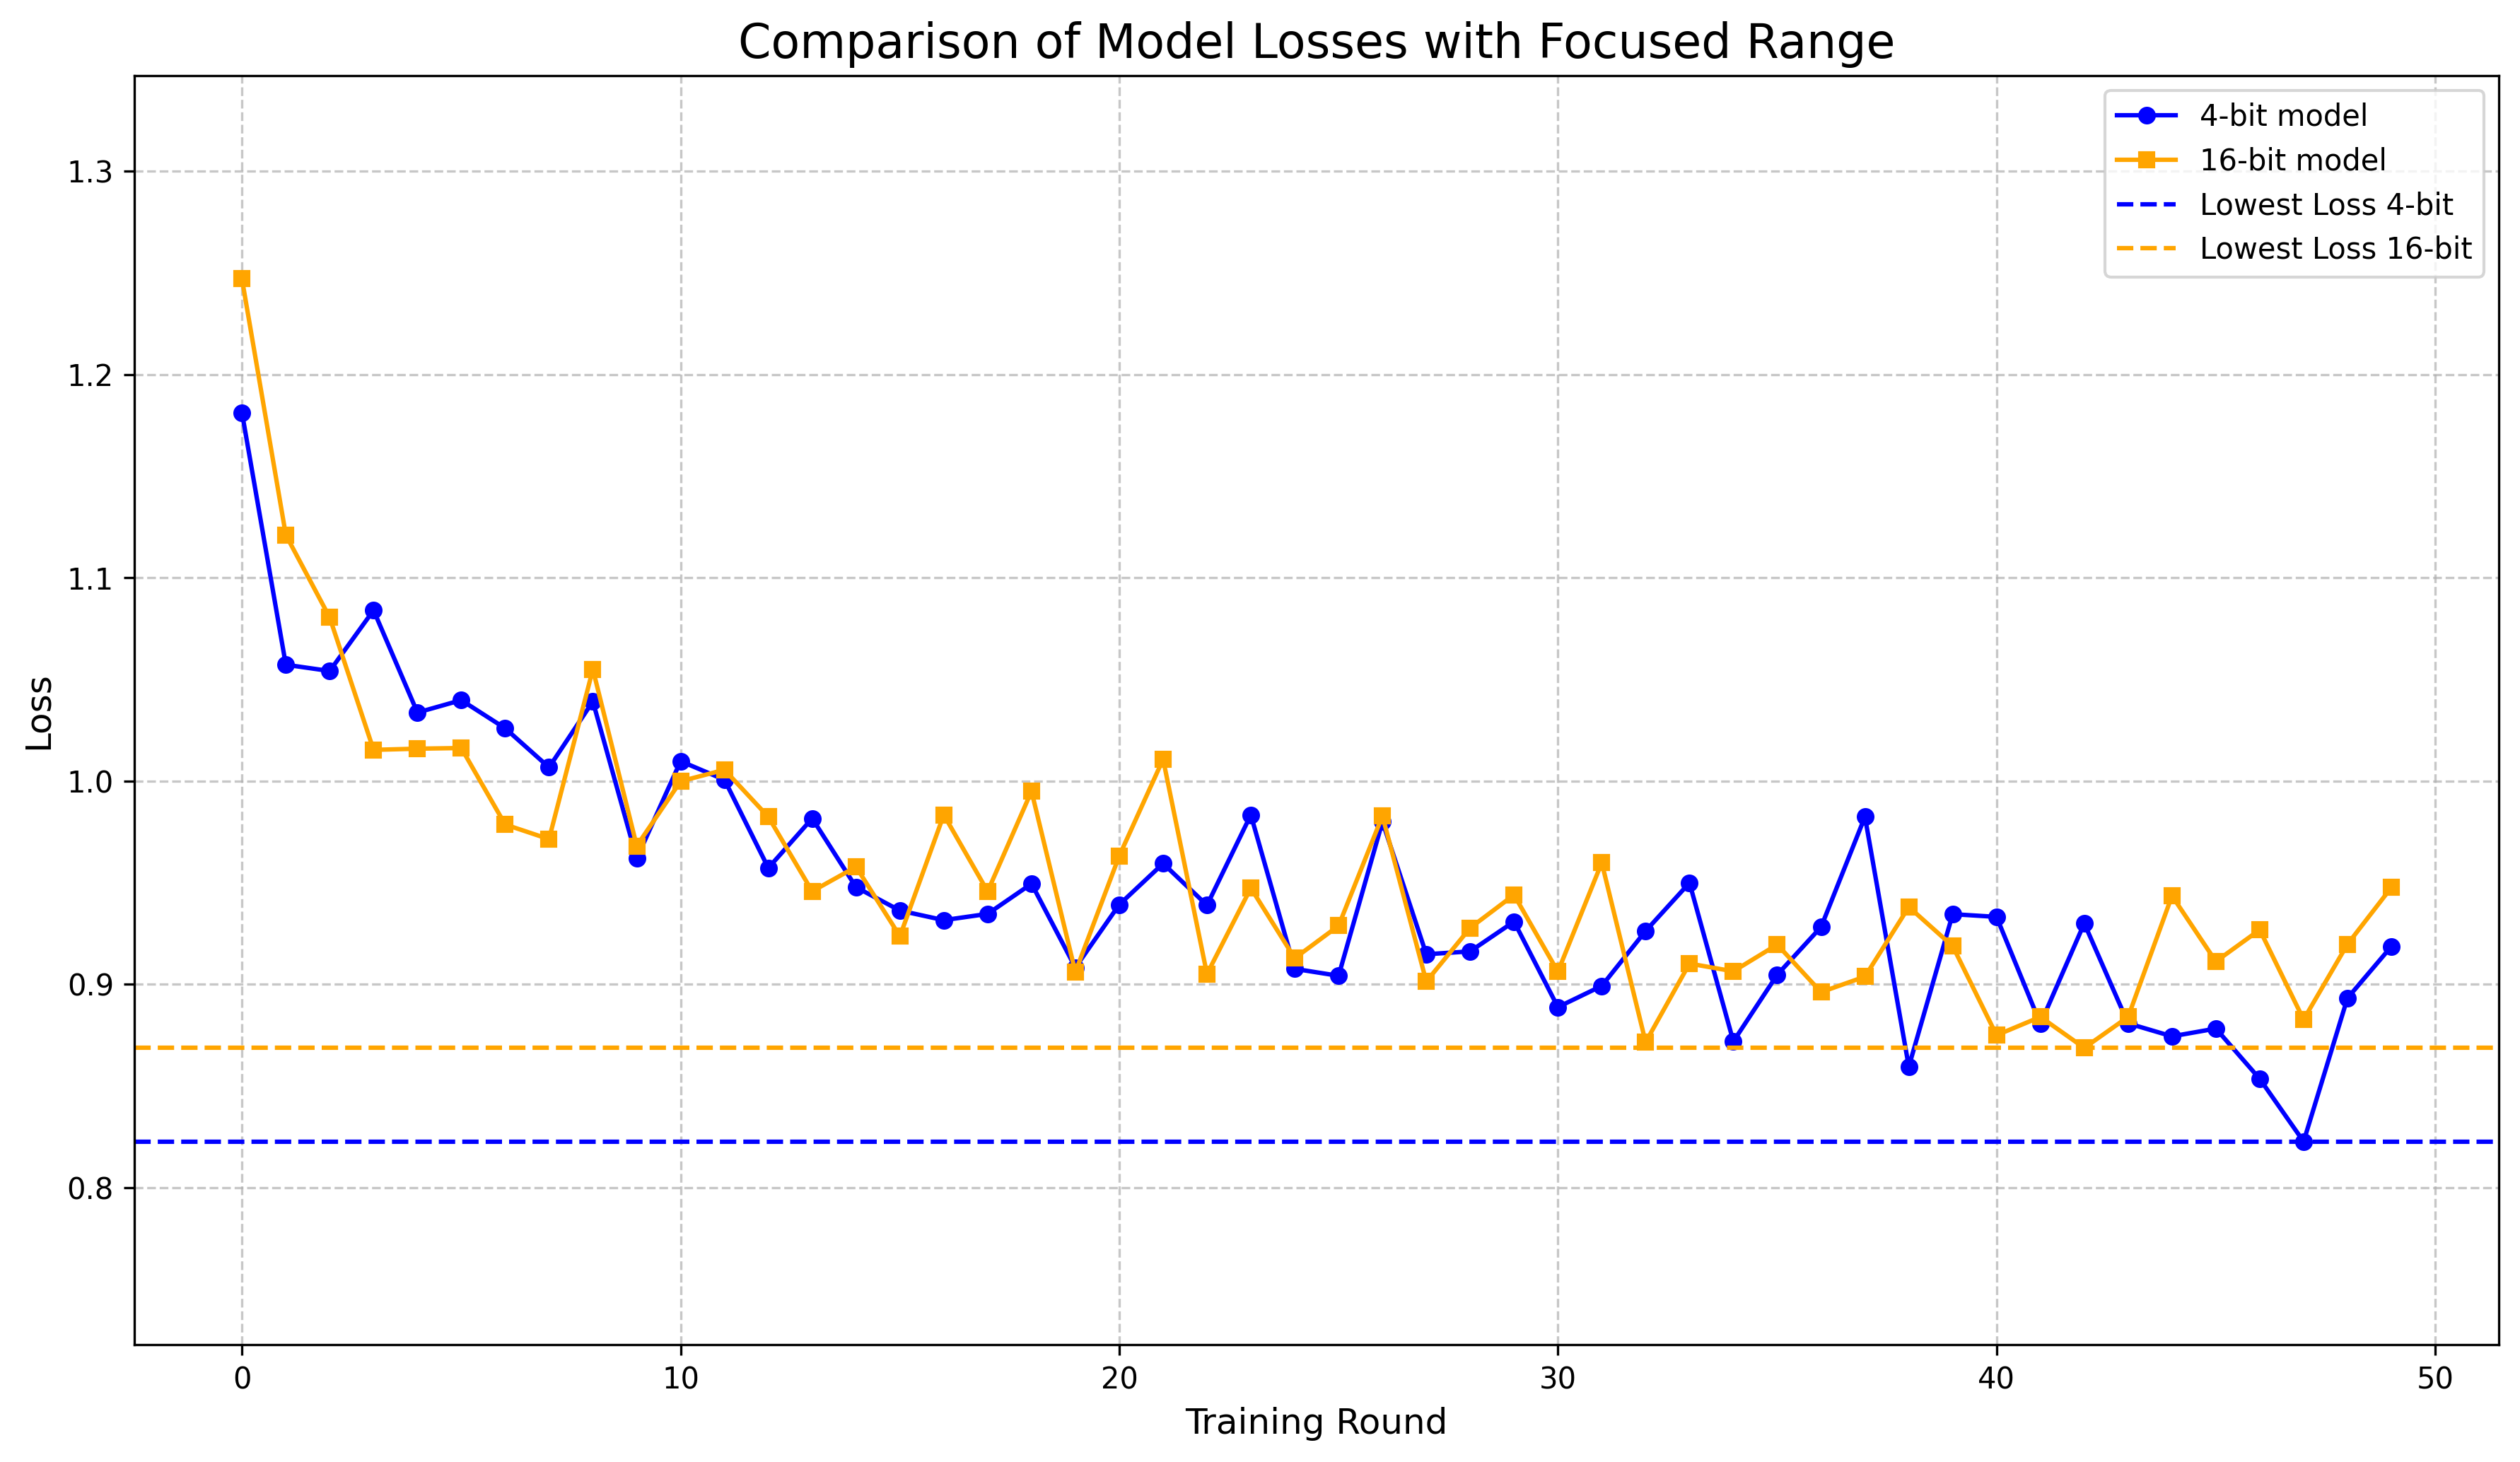 Comparison of Model Losses with Focused Range
4-bit model
16-bit model
Lowest Loss 4-bit
Lowest Loss 16-bit
Loss
1.3
1.2
1.1
1.0
0.9
0.8
0
10
20
30
40
50
Training Round